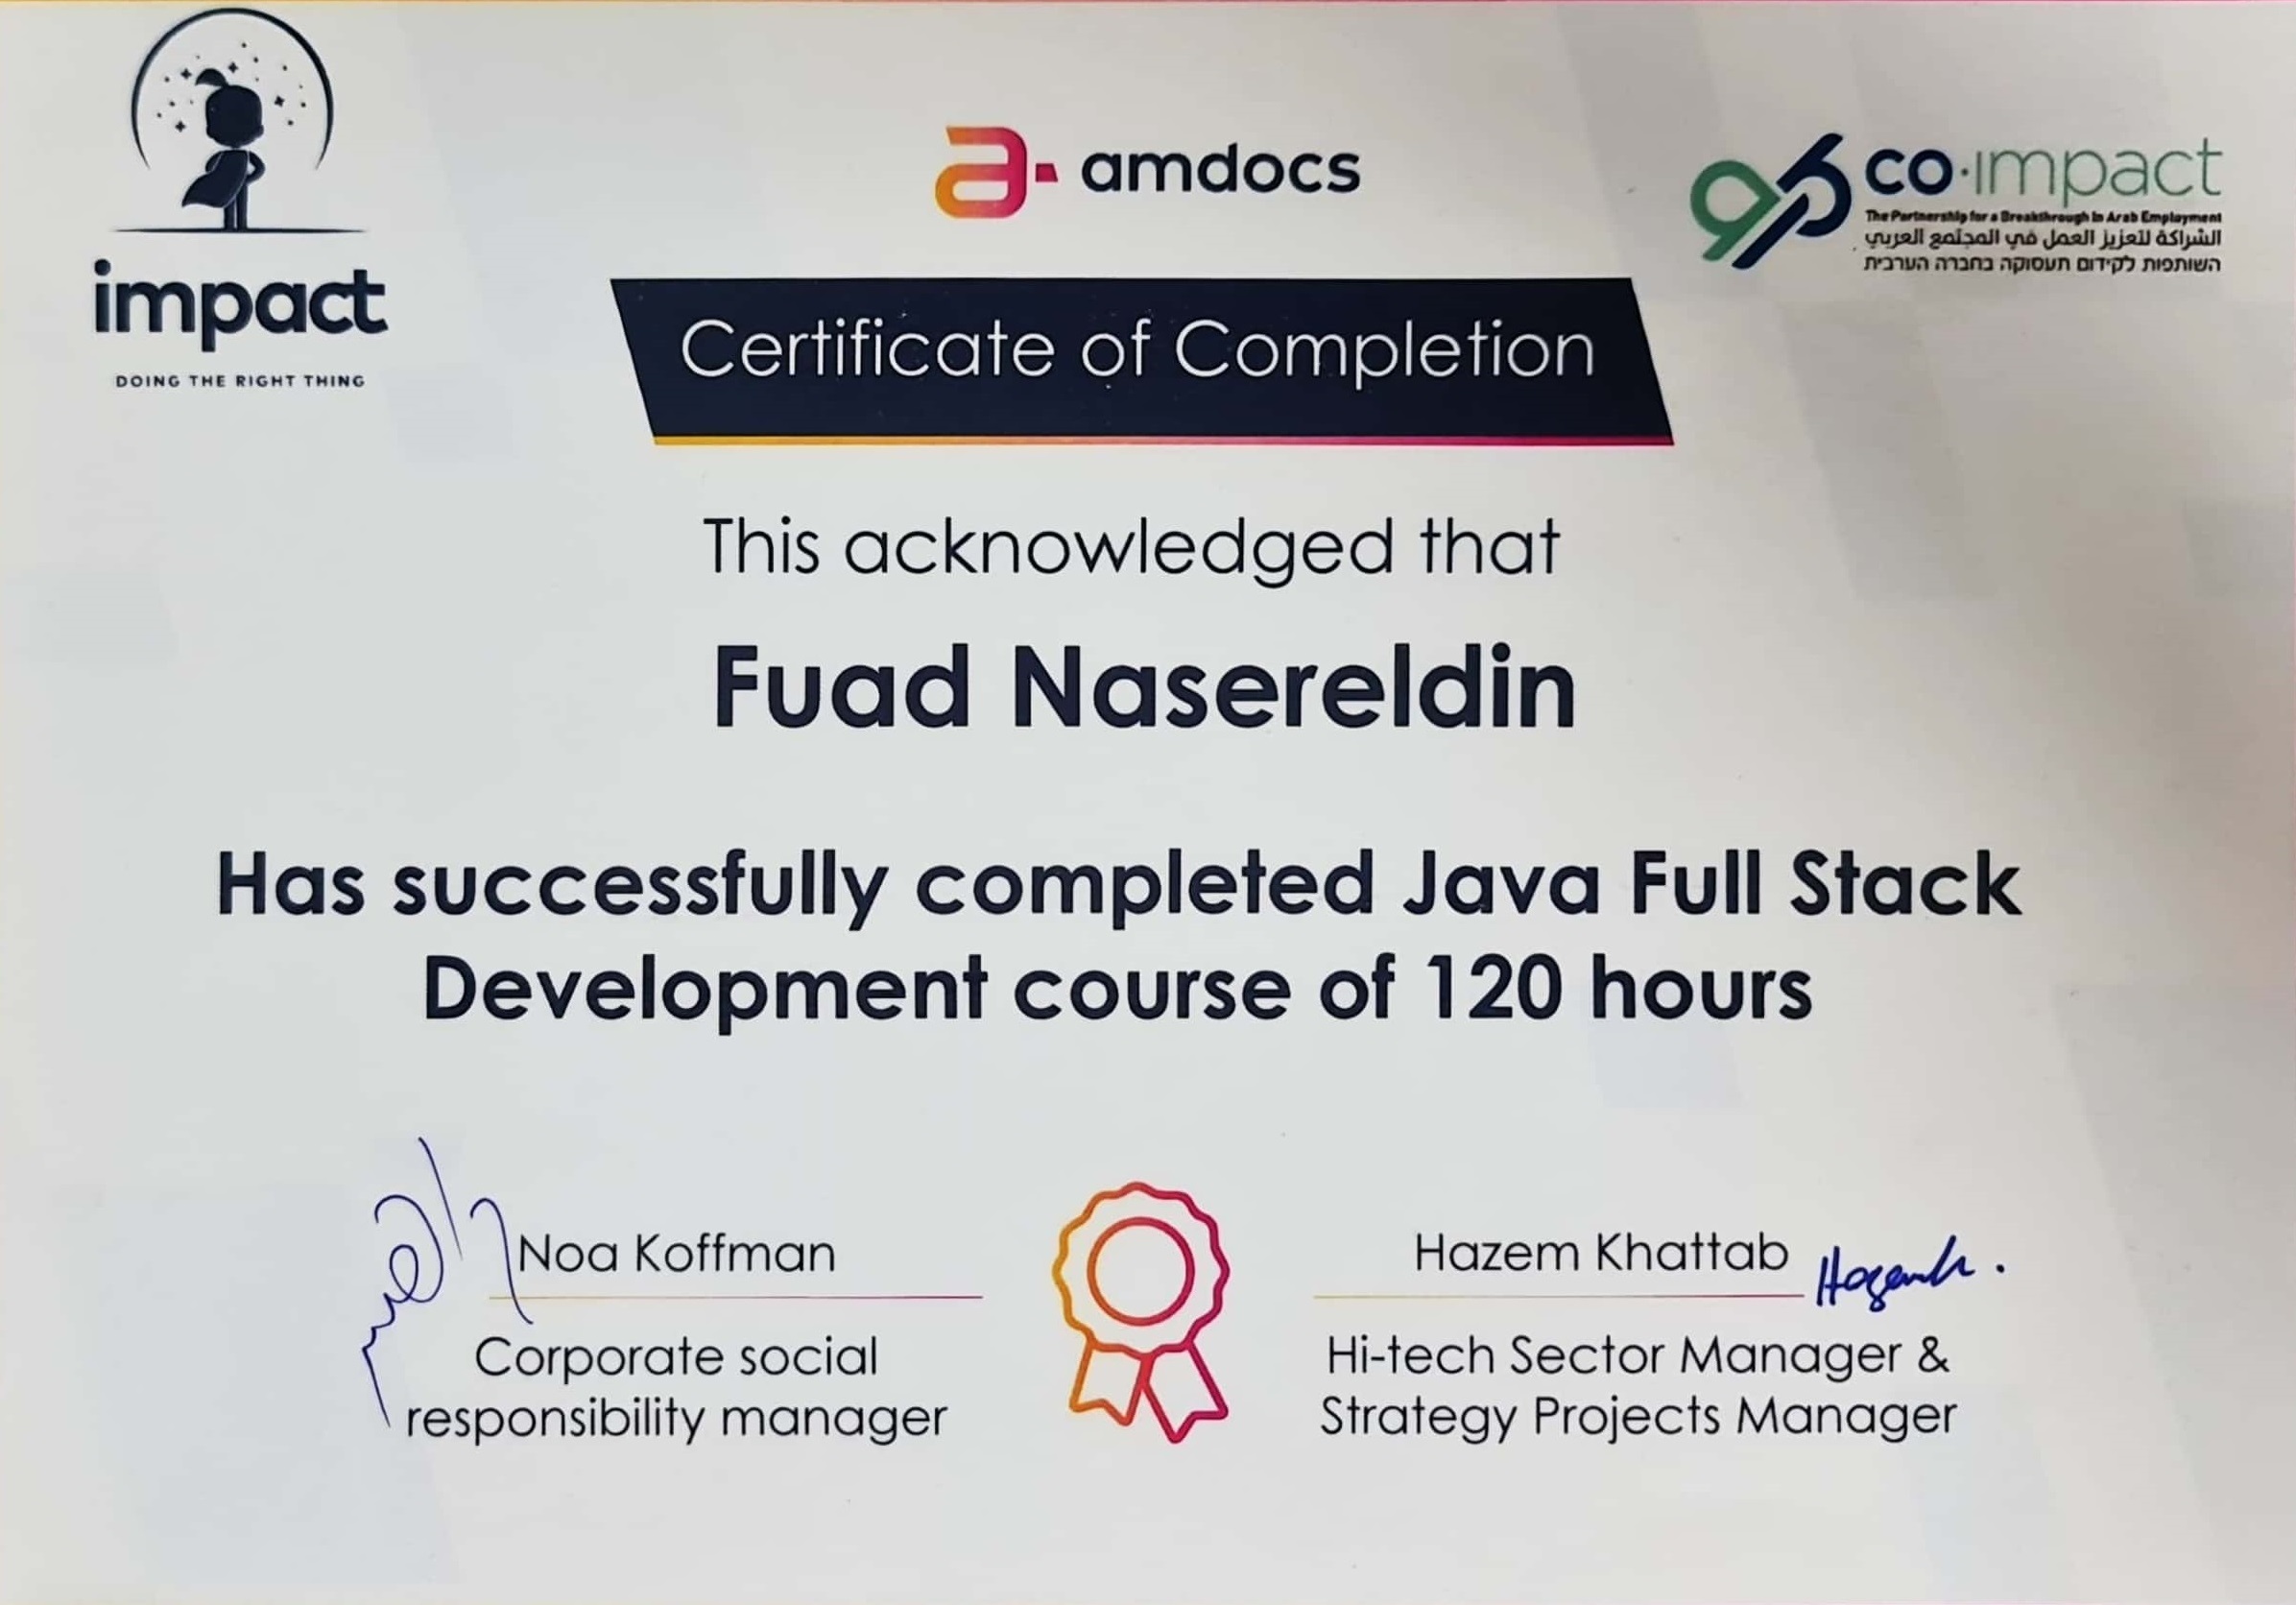 impact
DOING THE RIGHT THING
amdocs
co·impact
The Partnership for a Breakthrough in Arab Employment
الشراكة لتعزيز العمل في المجتمع العربي
השותפות לקידום תעסוקה בחברה הערבית
Certificate of Completion
This acknowledged that
Fuad Nasereldin
Has successfully completed Java Full Stack
Development course of 120 hours
Noa Koffman
Corporate social
responsibility manager
Hazem Khattab
Hi-tech Sector Manager &
Strategy Projects Manager